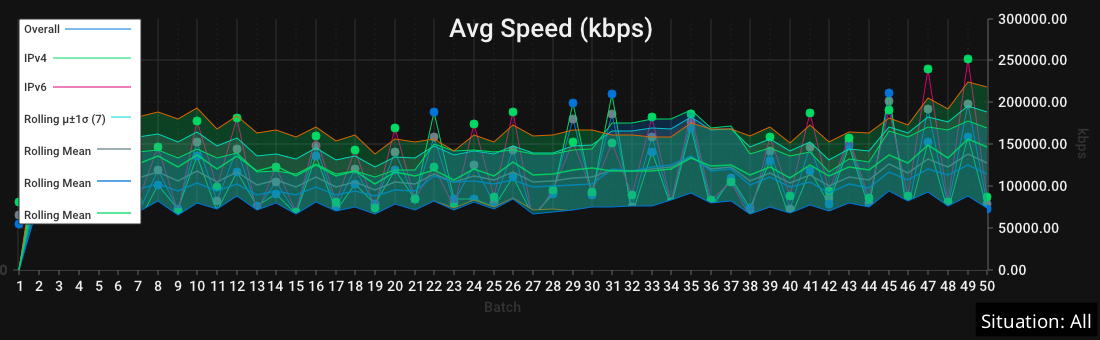 Avg Speed (kbps)
Overall
IPv4
IPv6
Rolling μ±1σ (7)
Rolling Mean
Rolling Mean
Rolling Mean
300000.00
250000.00
200000.00
150000.00
100000.00
50000.00
0.00
kbps
0
1 2 3 4 5 6 7 8 9 10 11 12 13 14 15 16 17 18 19 20 21 22 23 24 25 26 27 28 29 30 31 32 33 34 35 36 37 38 39 40 41 42 43 44 45 46 47 48 49 50
Batch
Situation: All